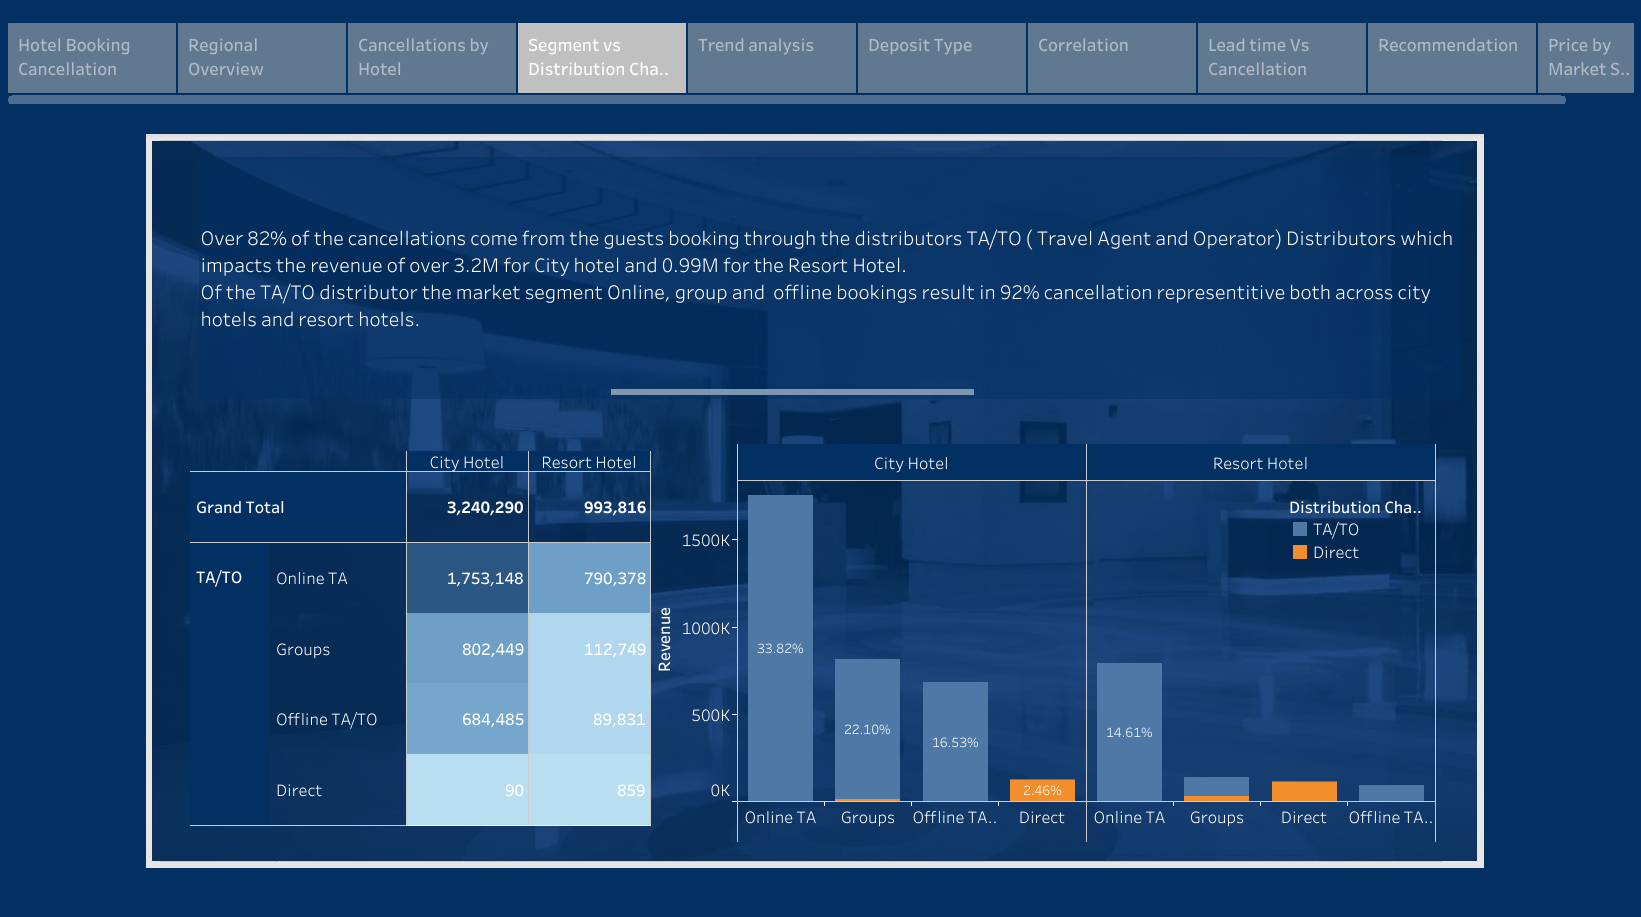 Hotel Booking
Cancellation
Regional
Overview
Cancellations by
Hotel
Segment vs
Distribution Cha..
Trend analysis
Deposit Type
Correlation
Lead time Vs
Cancellation
Recommendation
Price by
Market S..
Over 82% of the cancellations come from the guests booking through the distributors TA/TO ( Travel Agent and Operator) Distributors which
impacts the revenue of over 3.2M for City hotel and 0.99M for the Resort Hotel.
Of the TA/TO distributor the market segment Online, group and  offline bookings result in 92% cancellation representitive both across city
hotels and resort hotels.
City Hotel Resort Hotel
Grand Total 3,240,290 993,816
TA/TO Online TA 1,753,148 790,378
Groups 802,449 112,749
Offline TA/TO 684,485 89,831
Direct 90 859
City Hotel Resort Hotel
Distribution Cha..
TA/TO
Direct
Revenue
1500K
1000K
500K
0K
33.82%
22.10%
16.53%
2.46%
14.61%
Online TA Groups Offline TA.. Direct Online TA Groups Direct Offline TA..